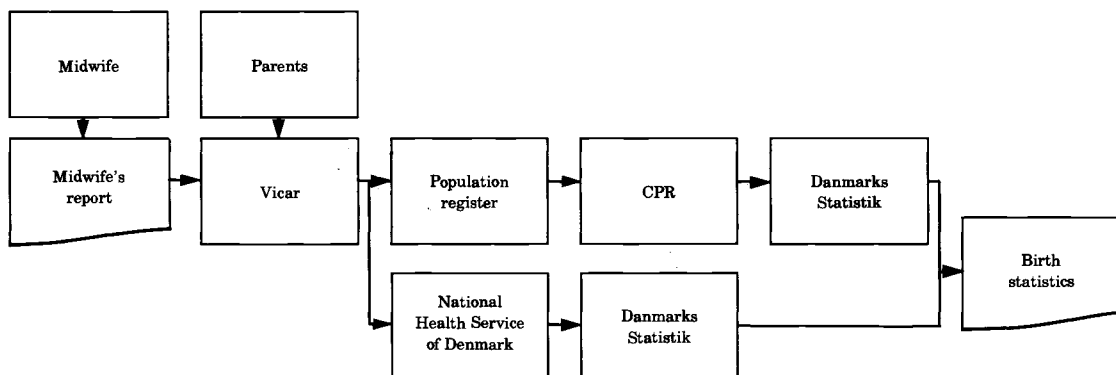 Midwife
Parents
Midwife's
report
Vicar
Population
register
CPR
Danmarks
Statistik
Birth
statistics
National
Health Service
of Denmark
Danmarks
Statistik